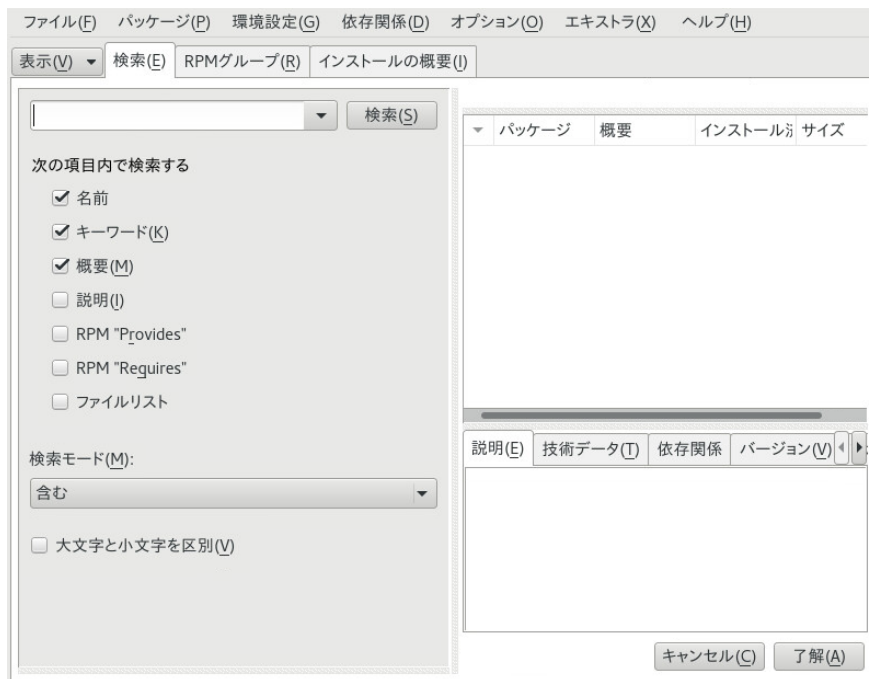 ファイル(F) パッケージ(P) 環境設定(G) 依存関係(D) オプション(O) エキストラ(X) ヘルプ(H)
表示(V) 検索(E) RPMグループ(R) インストールの概要(I)
検索(S)
次の項目内で検索する
名前
キーワード(K)
概要(M)
説明(I)
RPM "Provides"
RPM "Requires"
ファイルリスト
検索モード(M):
含む
大文字と小文字を区別(V)
パッケージ 概要 インストール サイズ
説明(E) 技術データ(T) 依存関係 バージョン(V)
キャンセル(C) 了解(A)